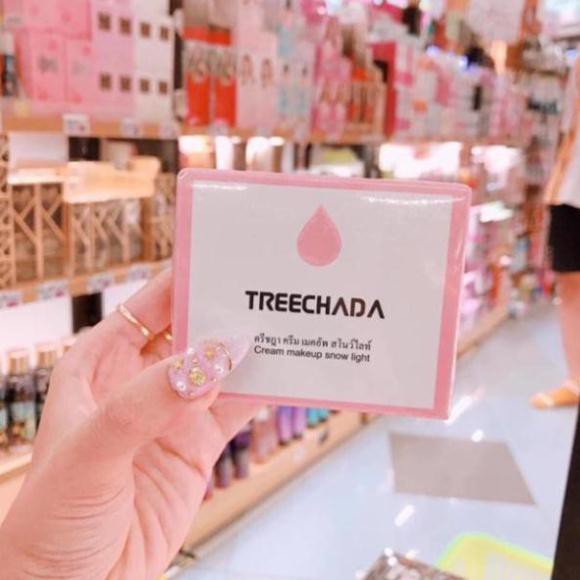 TREECHADA
ตรีชฎา ครีม เมคอัพ สโนว์ไลท์
Cream makeup snow light